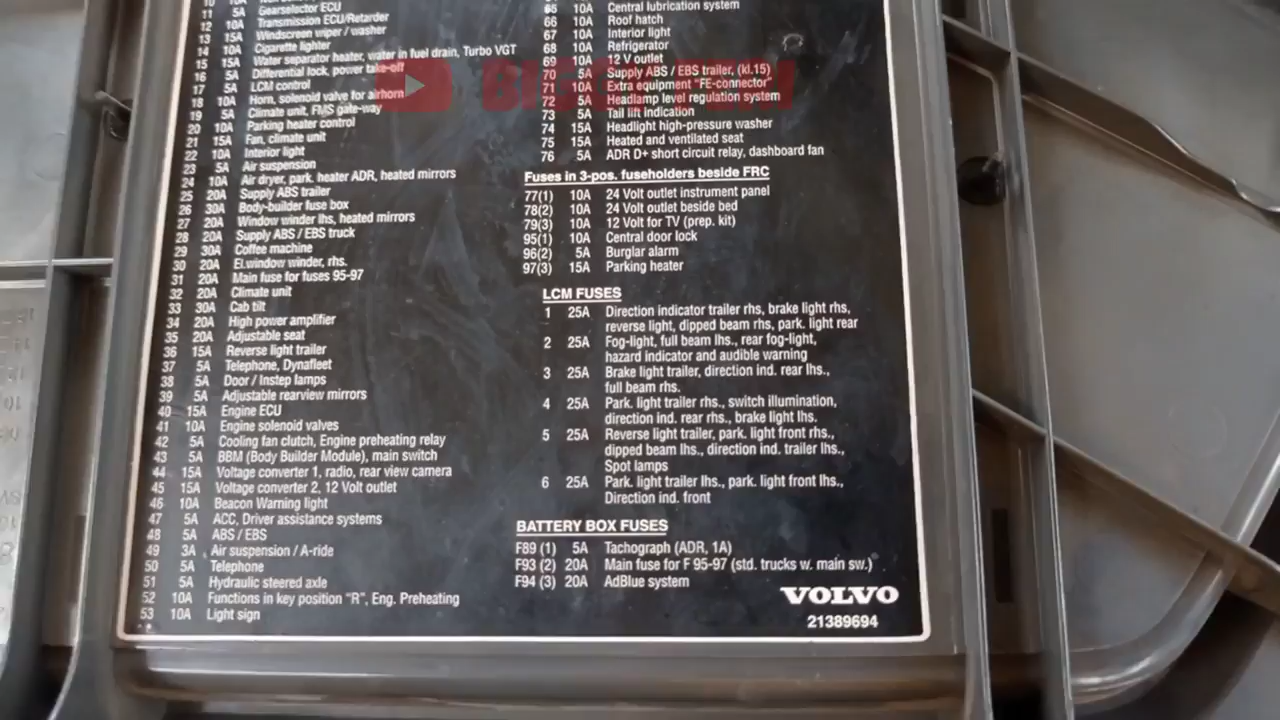 11 5A Gearselector ECU
12 10A Transmission ECU/Retarder
13 15A Windscreen wiper / washer
14 10A Cigarette lighter
15 15A Water separator heater, water in fuel drain, Turbo VGT
16 5A Differential lock, power take-off
17 5A LCM control
18 10A Horn, solenoid valve for airhorn
19 5A Climate unit, FMS gate-way
20 10A Parking heater control
21 15A Fan, climate unit
22 10A Interior light
23 5A Air suspension
24 10A Air dryer, park. heater ADR, heated mirrors
25 20A Supply ABS trailer
26 30A Body-builder fuse box
27 20A Window winder lhs, heated mirrors
28 20A Supply ABS / EBS truck
29 30A Coffee machine
30 20A El.window winder, rhs.
31 20A Main fuse for fuses 95-97
32 20A Climate unit
33 30A Cab tilt
34 20A High power amplifier
35 20A Adjustable seat
36 15A Reverse light trailer
37 5A Telephone, Dynafleet
38 5A Door / Instep lamps
39 5A Adjustable rearview mirrors
40 15A Engine ECU
41 10A Engine solenoid valves
42 5A Cooling fan clutch, Engine preheating relay
43 5A BBM (Body Builder Module), main switch
44 15A Voltage converter 1, radio, rear view camera
45 15A Voltage converter 2, 12 Volt outlet
46 10A Beacon Warning light
47 5A ACC, Driver assistance systems
48 5A ABS / EBS
49 3A Air suspension / A-ride
50 5A Telephone
51 5A Hydraulic steered axle
52 10A Functions in key position "R", Eng. Preheating
53 10A Light sign
65 10A Central lubrication system
66 10A Roof hatch
67 10A Interior light
68 10A Refrigerator
69 10A 12 V outlet
70 5A Supply ABS / EBS trailer, (kl.15)
71 10A Extra equipment "FE-connector"
72 5A Headlamp level regulation system
73 5A Tail lift indication
74 15A Headlight high-pressure washer
75 15A Heated and ventilated seat
76 5A ADR D+ short circuit relay, dashboard fan
Fuses in 3-pos. fuseholders beside FRC
77(1) 10A 24 Volt outlet instrument panel
78(2) 10A 24 Volt outlet beside bed
79(3) 10A 12 Volt for TV (prep. kit)
95(1) 10A Central door lock
96(2) 5A Burglar alarm
97(3) 15A Parking heater
LCM FUSES
1 25A Direction indicator trailer rhs, brake light rhs,
reverse light, dipped beam rhs, park. light rear
2 25A Fog-light, full beam lhs., rear fog-light,
hazard indicator and audible warning
3 25A Brake light trailer, direction ind. rear lhs.,
full beam rhs.
4 25A Park. light trailer rhs., switch illumination,
direction ind. rear rhs., brake light lhs.
5 25A Reverse light trailer, park. light front rhs.,
dipped beam lhs., direction ind. trailer lhs.,
Spot lamps
6 25A Park. light trailer lhs., park. light front lhs.,
Direction ind. front
BATTERY BOX FUSES
F89 (1) 5A Tachograph (ADR, 1A)
F93 (2) 20A Main fuse for F 95-97 (std. trucks w. main sw.)
F94 (3) 20A AdBlue system
VOLVO
21389694